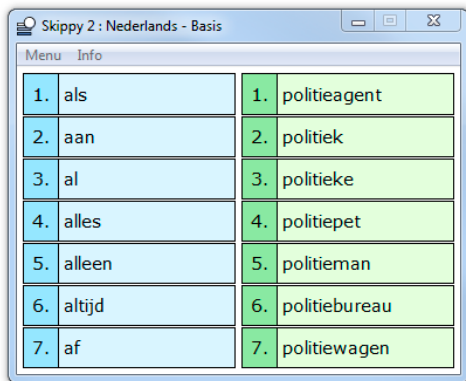 Skippy 2 : Nederlands - Basis
Menu Info
1. als 1. politieagent
2. aan 2. politiek
3. al 3. politieke
4. alles 4. politiepet
5. alleen 5. politieman
6. altijd 6. politiebureau
7. af 7. politiewagen